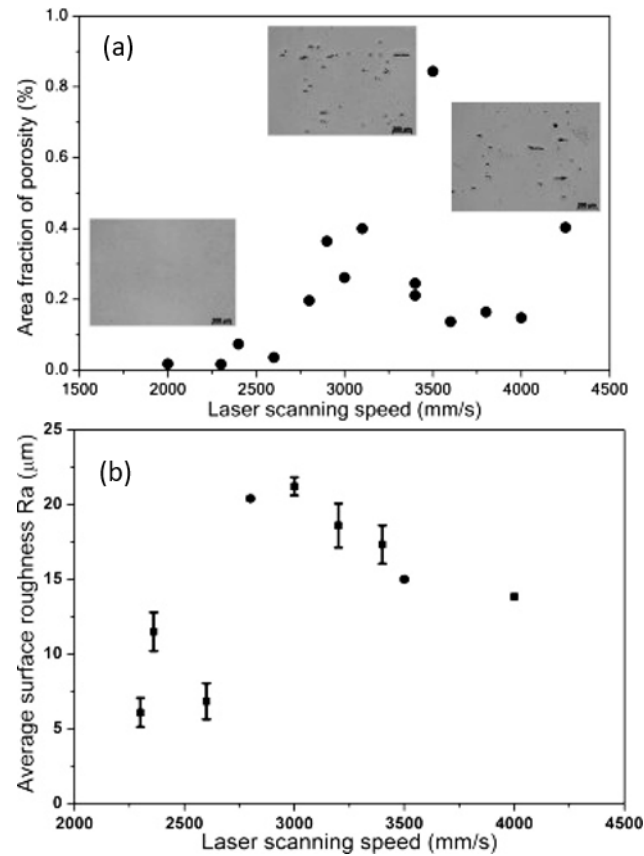 (a)
Area fraction of porosity (%)
1.0
0.8
0.6
0.4
0.2
0.0
1500 2000 2500 3000 3500 4000 4500
Laser scanning speed (mm/s)
(b)
Average surface roughness Ra (μm)
25
20
15
10
5
0
2000 2500 3000 3500 4000 4500
Laser scanning speed (mm/s)